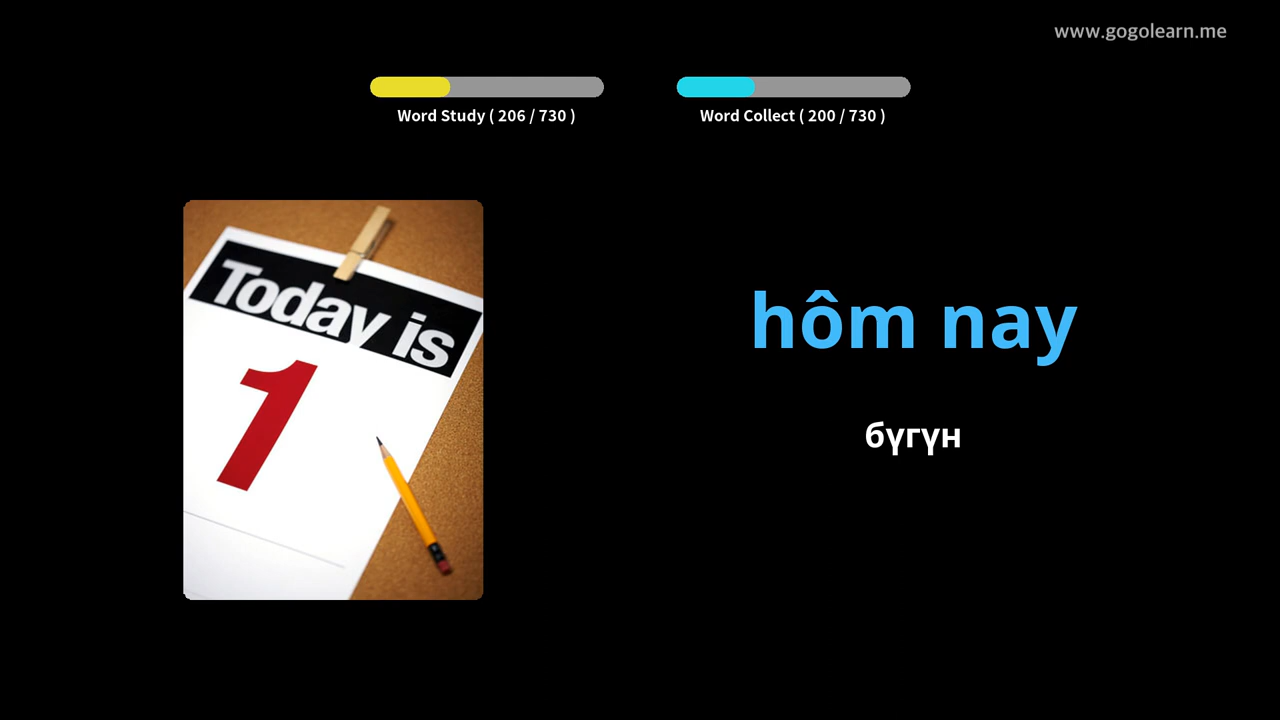 www.gogolearn.me
Word Study ( 206 / 730 )
Word Collect ( 200 / 730 )
Today is
1
hôm nay
бүгүн